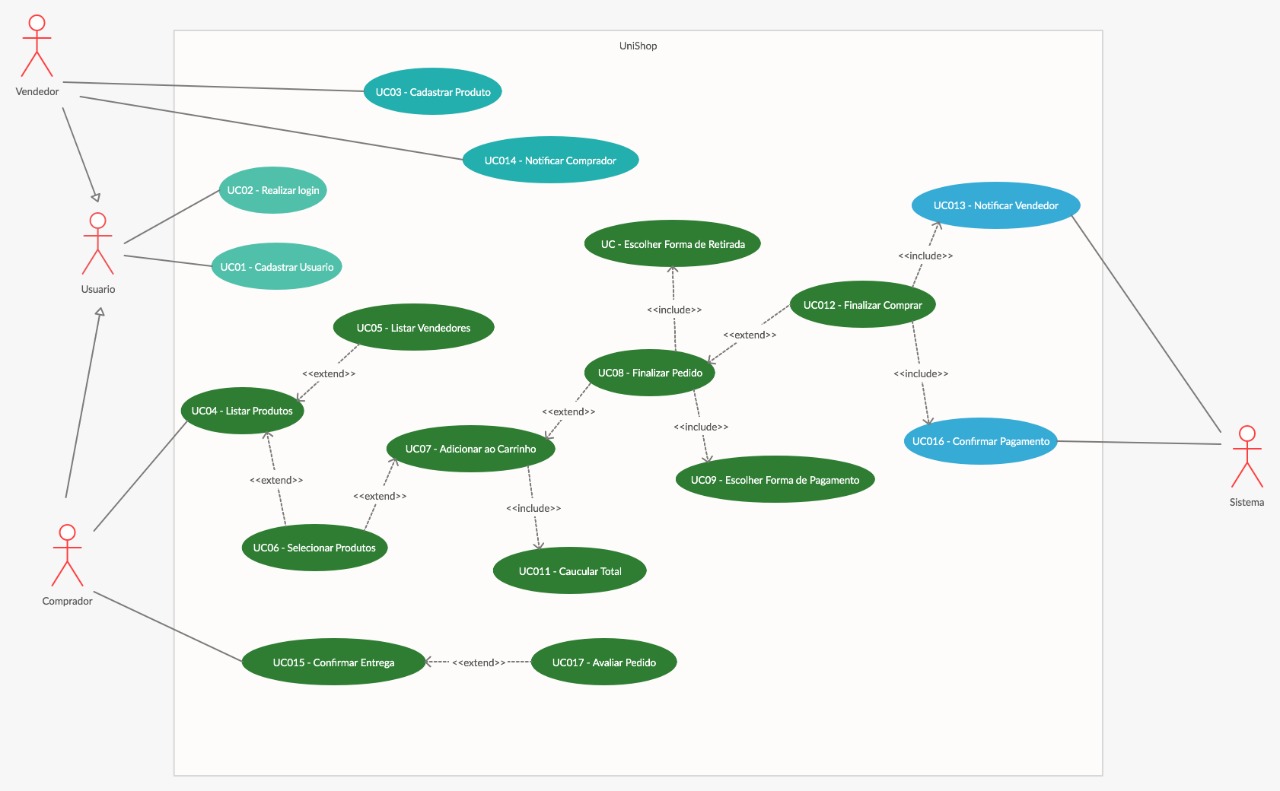 UniShop
Vendedor
UC03 - Cadastrar Produto
UC014 - Notificar Comprador
UC02 - Realizar login
UC013 - Notificar Vendedor
UC - Escolher Forma de Retirada
<<include>>
UC01 - Cadastrar Usuario
Usuario
UC012 - Finalizar Comprar
<<include>>
UC05 - Listar Vendedores
<<extend>>
<<extend>>
UC08 - Finalizar Pedido
<<include>>
UC04 - Listar Produtos
<<extend>>
<<include>>
UC07 - Adicionar ao Carrinho
UC016 - Confirmar Pagamento
<<extend>>
UC09 - Escolher Forma de Pagamento
<<extend>>
Sistema
<<include>>
UC06 - Selecionar Produtos
UC011 - Caucular Total
Comprador
UC015 - Confirmar Entrega
<<extend>>
UC017 - Avaliar Pedido